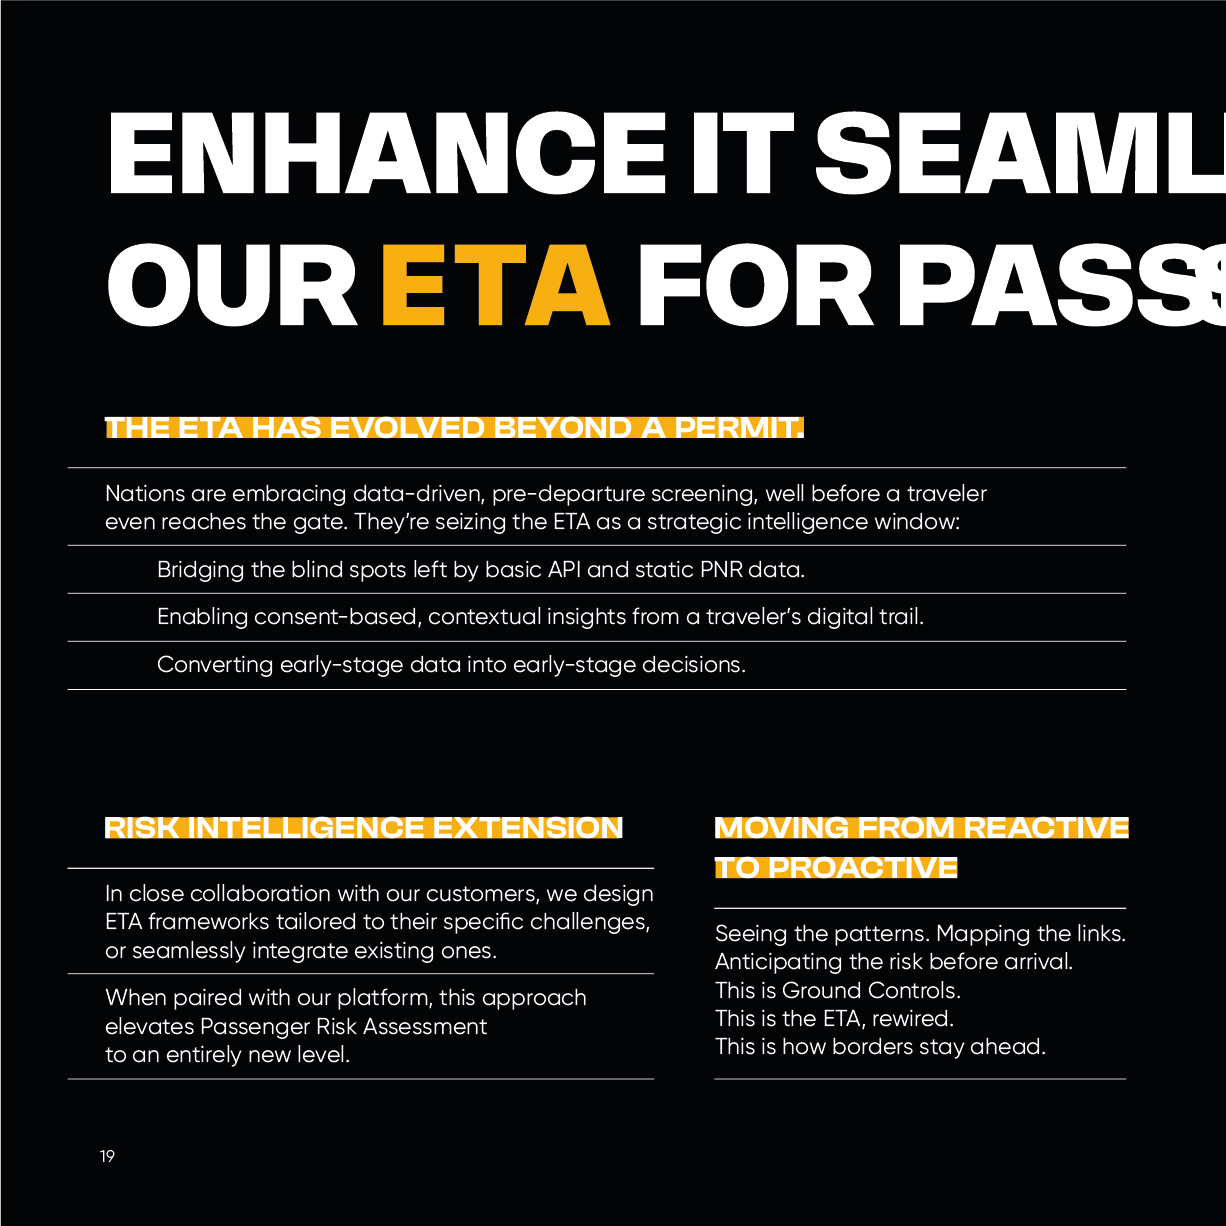 ENHANCE IT SEAML
OUR ETA FOR PASS
THE ETA HAS EVOLVED BEYOND A PERMIT.
Nations are embracing data-driven, pre-departure screening, well before a traveler
even reaches the gate. They’re seizing the ETA as a strategic intelligence window:
Bridging the blind spots left by basic API and static PNR data.
Enabling consent-based, contextual insights from a traveler’s digital trail.
Converting early-stage data into early-stage decisions.
RISK INTELLIGENCE EXTENSION
In close collaboration with our customers, we design
ETA frameworks tailored to their specific challenges,
or seamlessly integrate existing ones.
When paired with our platform, this approach
elevates Passenger Risk Assessment
to an entirely new level.
MOVING FROM REACTIVE
TO PROACTIVE
Seeing the patterns. Mapping the links.
Anticipating the risk before arrival.
This is Ground Controls.
This is the ETA, rewired.
This is how borders stay ahead.
19